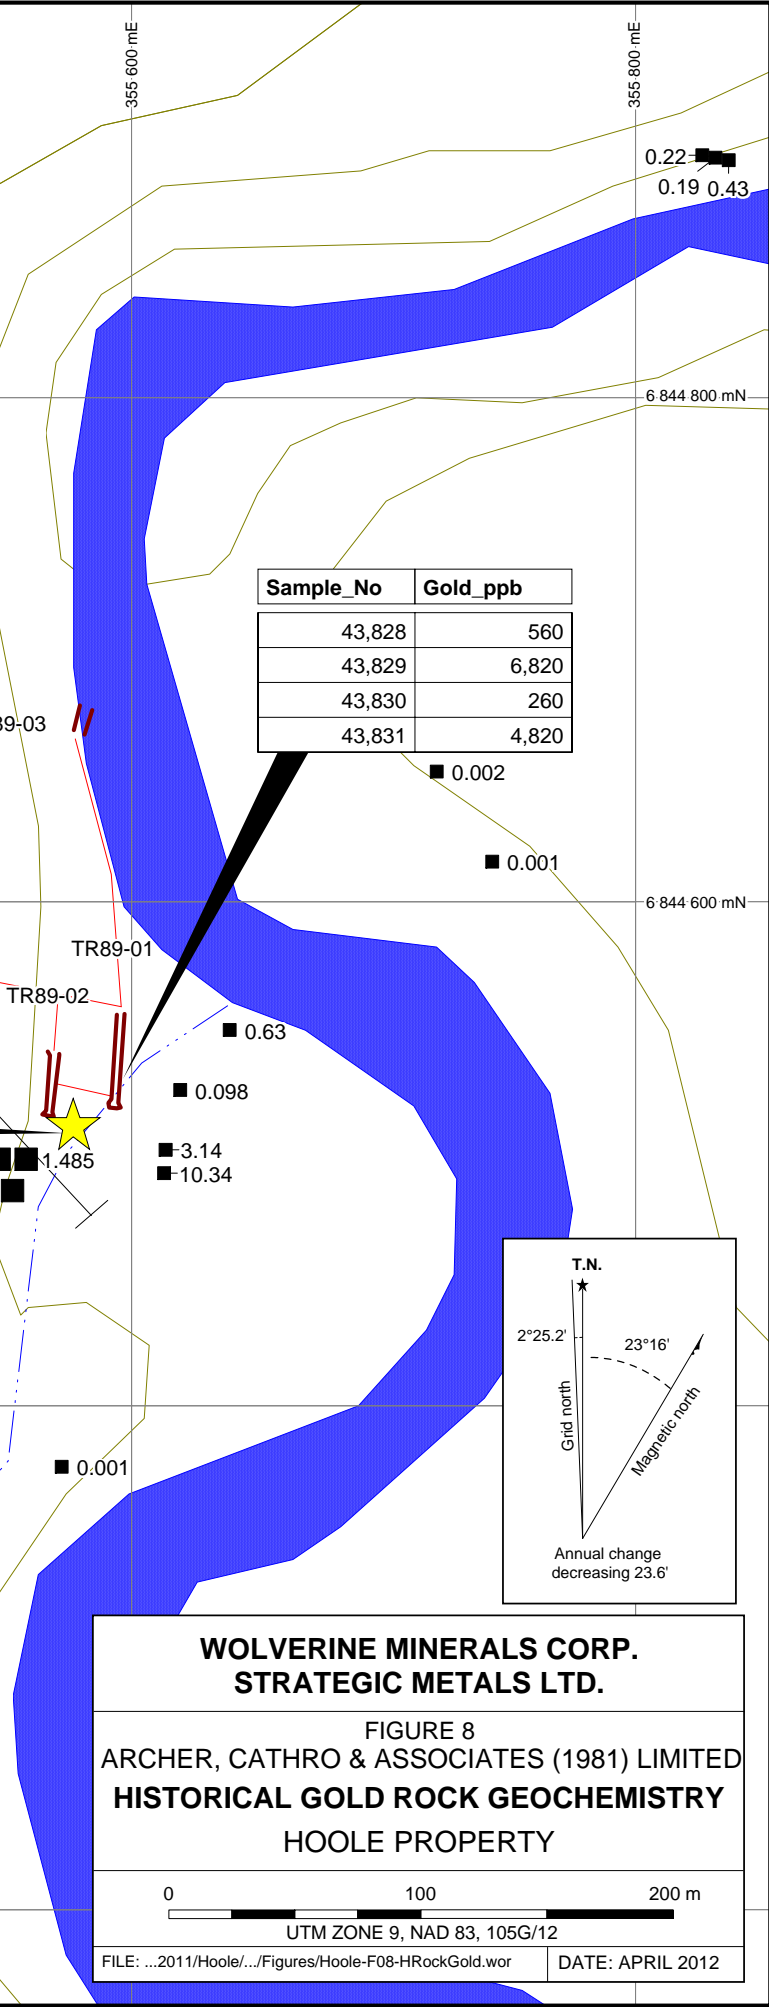 355 600 mE
355 800 mE
0.22
0.19 0.43
6 844 800 mN
Sample_No Gold_ppb
43,828 560
43,829 6,820
43,830 260
43,831 4,820
39-03
0.002
0.001
6 844 600 mN
TR89-01
TR89-02
0.63
0.098
3.14
1.485
10.34
T.N.
2°25.2'
23°16'
Grid north
Magnetic north
Annual change
decreasing 23.6'
0.001
WOLVERINE MINERALS CORP.
STRATEGIC METALS LTD.
FIGURE 8
ARCHER, CATHRO & ASSOCIATES (1981) LIMITED
HISTORICAL GOLD ROCK GEOCHEMISTRY
HOOLE PROPERTY
0 100 200 m
UTM ZONE 9, NAD 83, 105G/12
FILE: ...2011/Hoole/.../Figures/Hoole-F08-HRockGold.wor
DATE: APRIL 2012